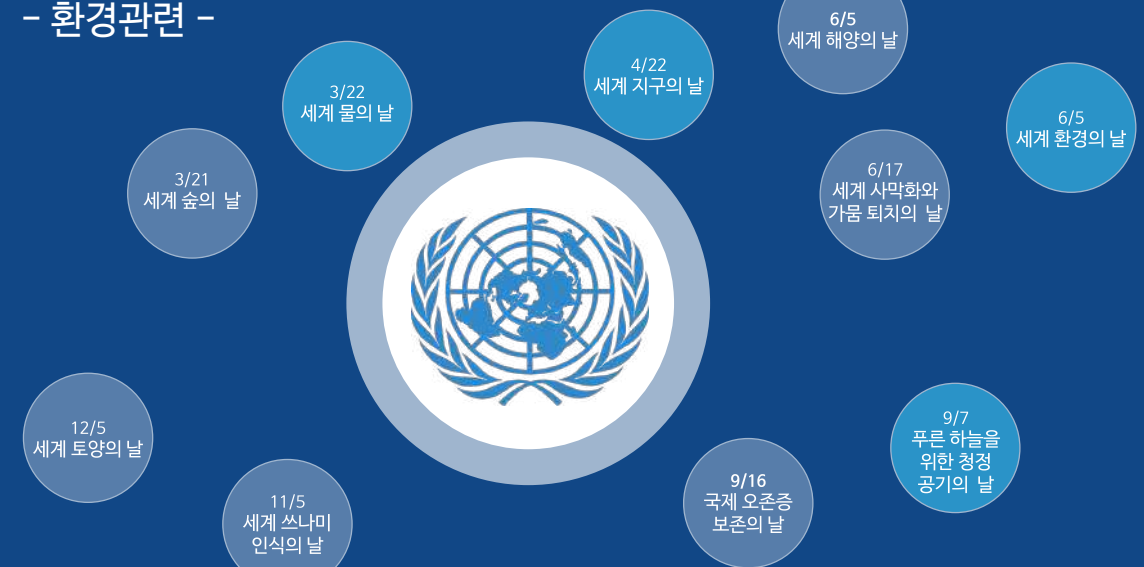 - 환경관련 -
6/5
세계 해양의 날
4/22
세계 지구의 날
3/22
세계 물의 날
6/5
세계 환경의 날
3/21
세계 숲의 날
6/17
세계 사막화와
가뭄 퇴치의 날
12/5
세계 토양의 날
9/7
푸른 하늘을
위한 청정
공기의 날
11/5
세계 쓰나미
인식의 날
9/16
국제 오존증
보존의 날